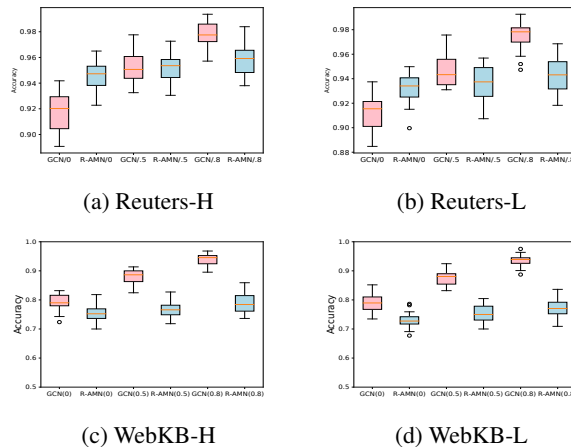 0.98
0.96
0.94
0.92
0.90
Accuracy
GCN/0 R-AMN/0 GCN/.5 R-AMN/.5 GCN/.8 R-AMN/.8
(a) Reuters-H
0.98
0.96
0.94
0.92
0.90
0.88
Accuracy
GCN/0 R-AMN/0 GCN/.5 R-AMN/.5 GCN/.8 R-AMN/.8
(b) Reuters-L
1.0
0.9
0.8
0.7
0.6
0.5
Accuracy
GCN(0) R-AMN(0) GCN(0.5) R-AMN(0.5) GCN(0.8) R-AMN(0.8)
(c) WebKB-H
1.0
0.9
0.8
0.7
0.6
0.5
Accuracy
GCN(0) R-AMN(0) GCN(0.5) R-AMN(0.5) GCN(0.8) R-AMN(0.8)
(d) WebKB-L